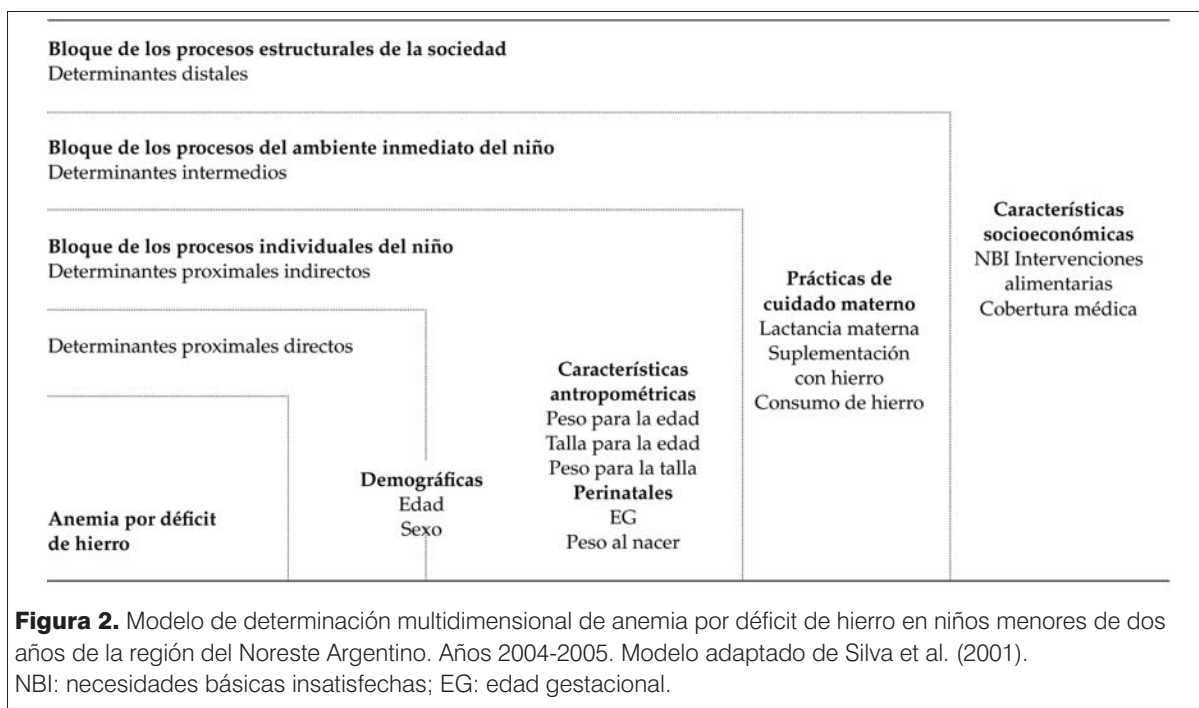 Bloque de los procesos estructurales de la sociedad
Determinantes distales
Bloque de los procesos del ambiente inmediato del niño
Determinantes intermedios
Bloque de los procesos individuales del niño
Determinantes proximales indirectos
Determinantes proximales directos
Anemia por déficit
de hierro
Demográficas
Edad
Sexo
Características
antropométricas
Peso para la edad
Talla para la edad
Peso para la talla
Perinatales
EG
Peso al nacer
Prácticas de
cuidado materno
Lactancia materna
Suplementación
con hierro
Consumo de hierro
Características
socioeconómicas
NBI Intervenciones
alimentarias
Cobertura médica
Figura 2. Modelo de determinación multidimensional de anemia por déficit de hierro en niños menores de dos
años de la región del Noreste Argentino. Años 2004-2005. Modelo adaptado de Silva et al. (2001).
NBI: necesidades básicas insatisfechas; EG: edad gestacional.